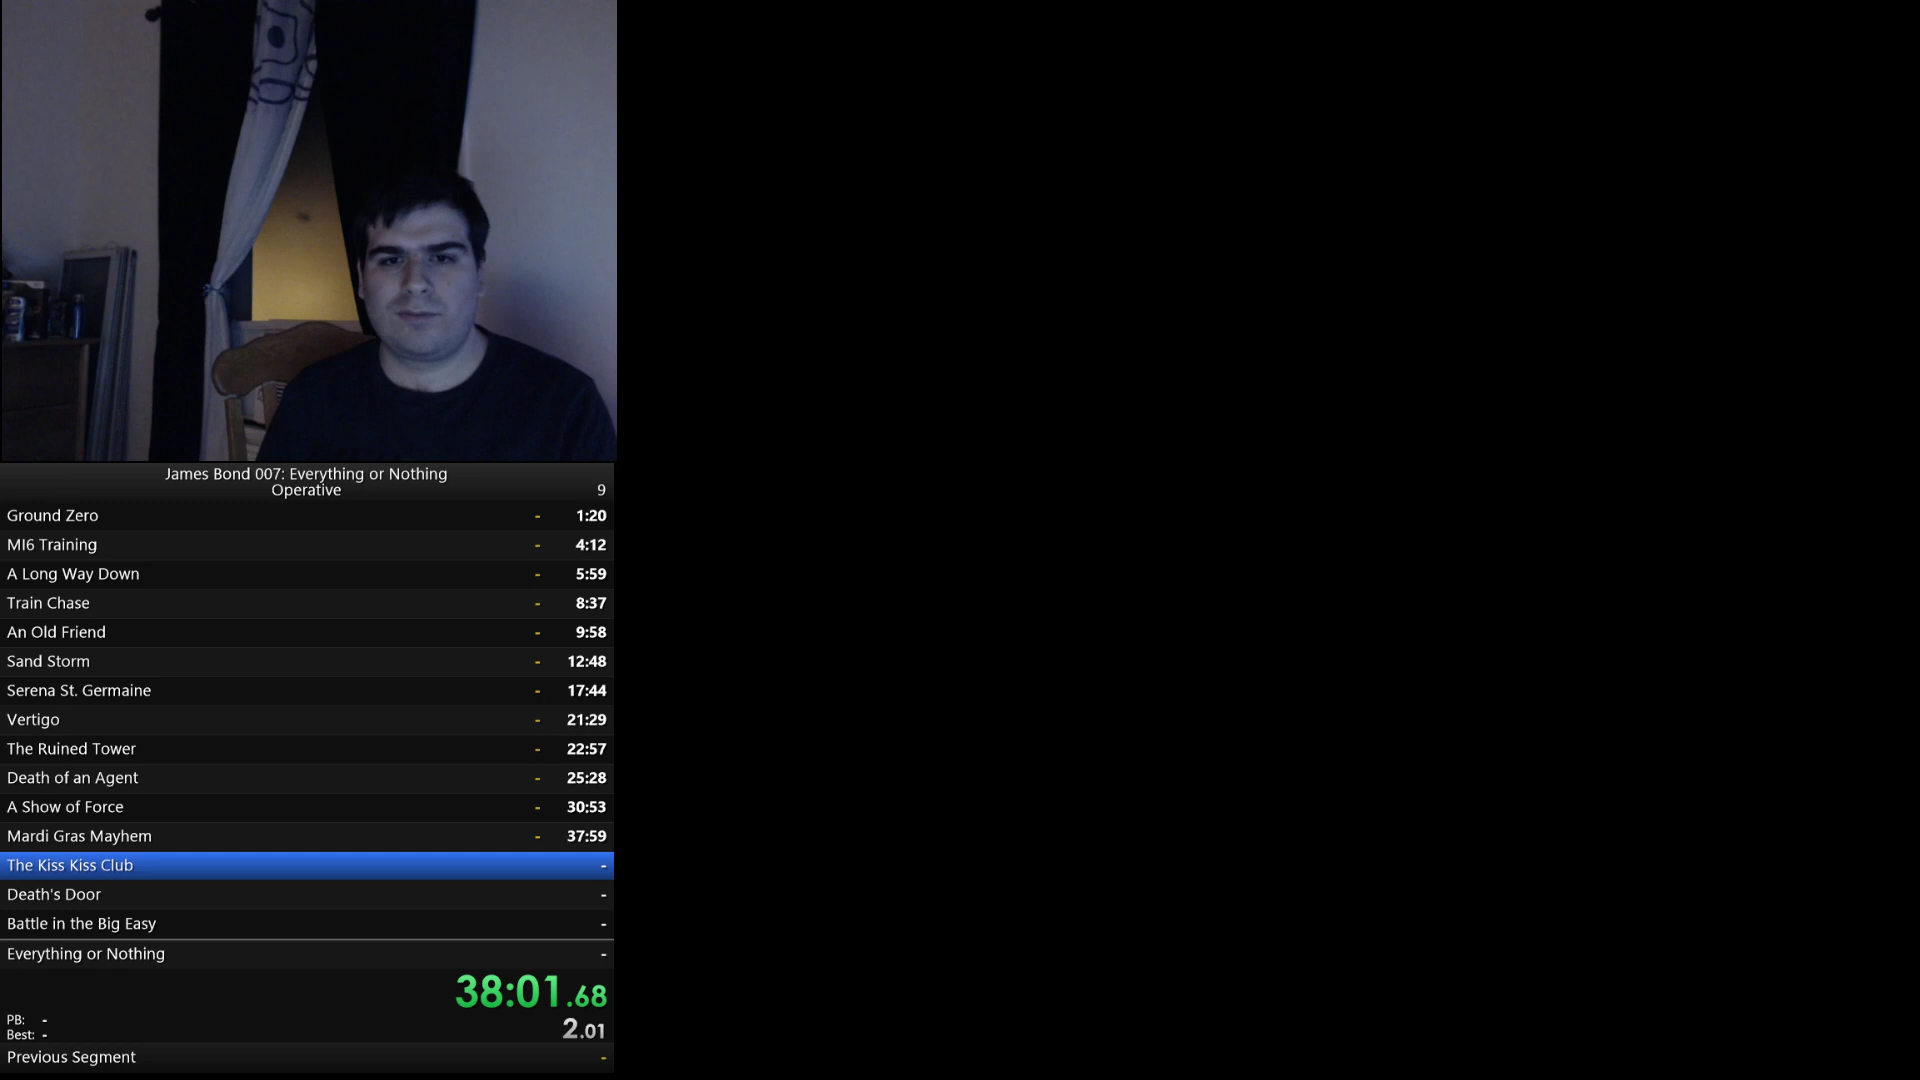 James Bond 007: Everything or Nothing
Operative 9
Ground Zero - 1:20
MI6 Training - 4:12
A Long Way Down - 5:59
Train Chase - 8:37
An Old Friend - 9:58
Sand Storm - 12:48
Serena St. Germaine - 17:44
Vertigo - 21:29
The Ruined Tower - 22:57
Death of an Agent - 25:28
A Show of Force - 30:53
Mardi Gras Mayhem - 37:59
The Kiss Kiss Club -
Death's Door -
Battle in the Big Easy -
Everything or Nothing -
38:01.68
PB: -
Best: - 2.01
Previous Segment -